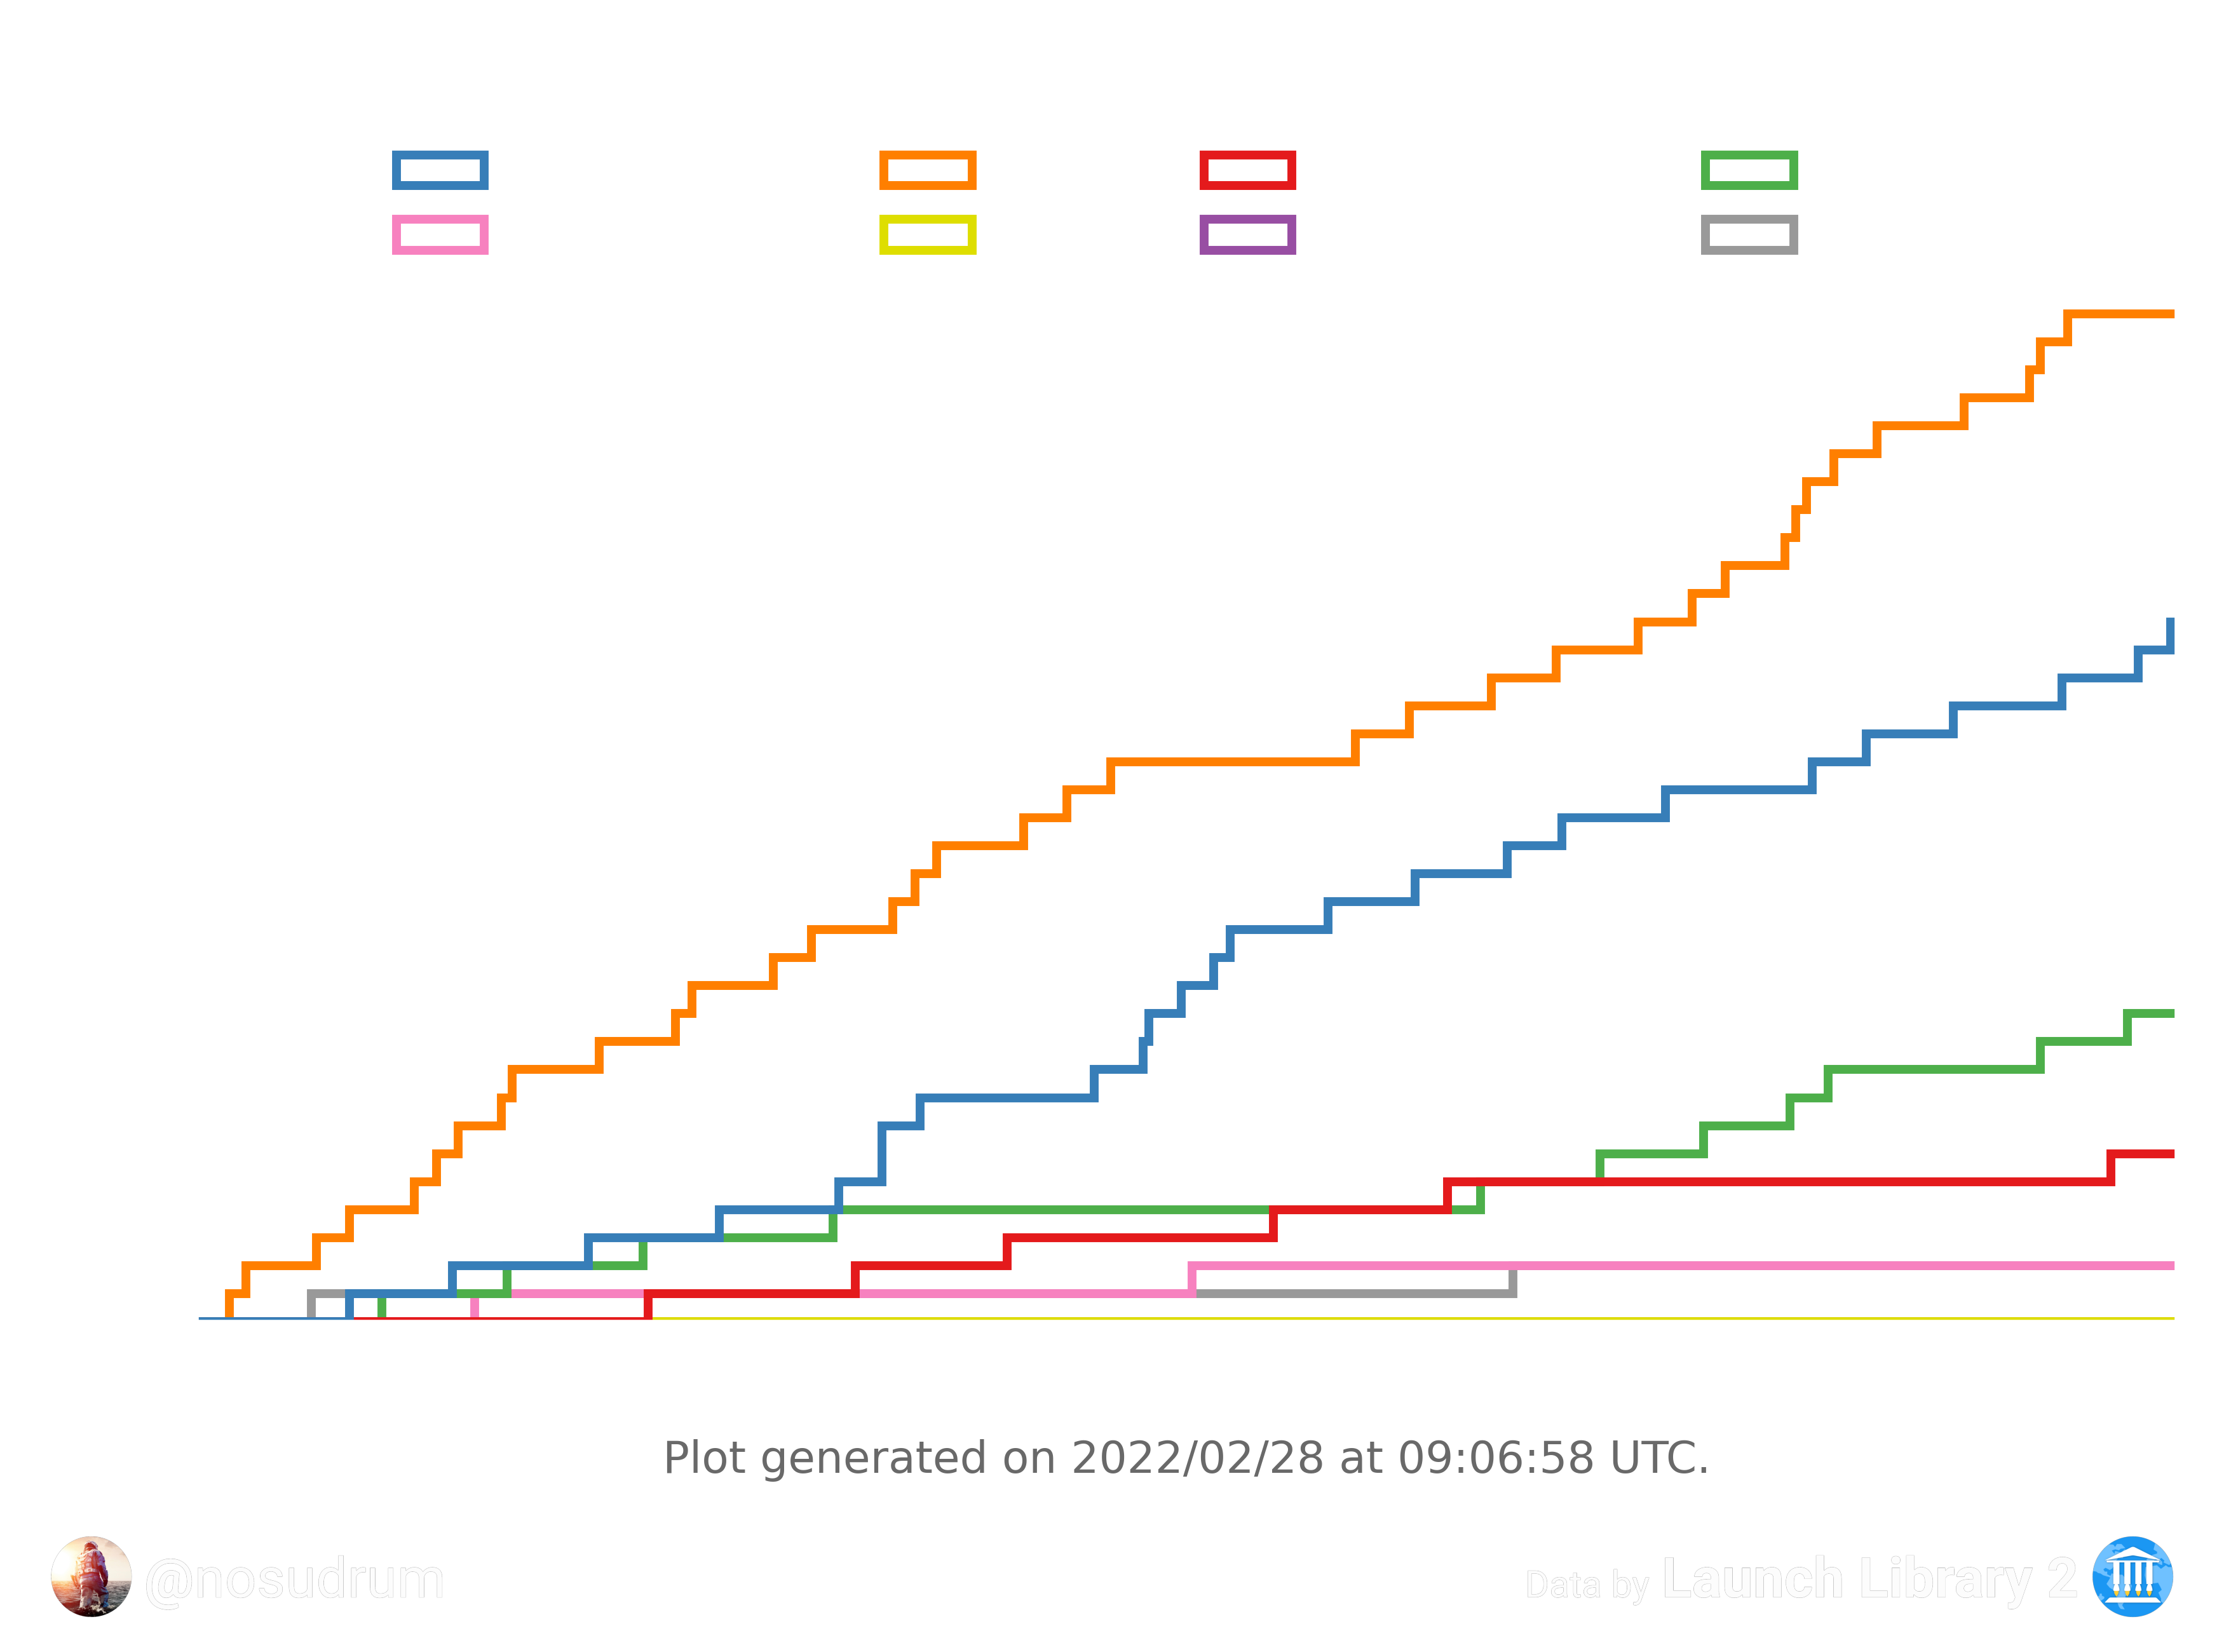 Plot generated on 2022/02/28 at 09:06:58 UTC.
@nosudrum
Data by Launch Library 2